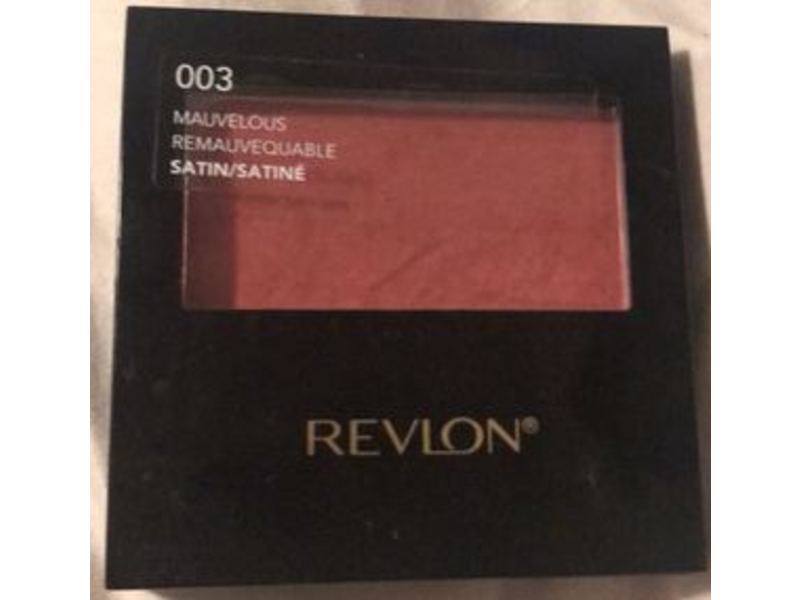 003
MAUVELOUS
REMAUVEQUABLE
SATIN/SATINÉ
REVLON®